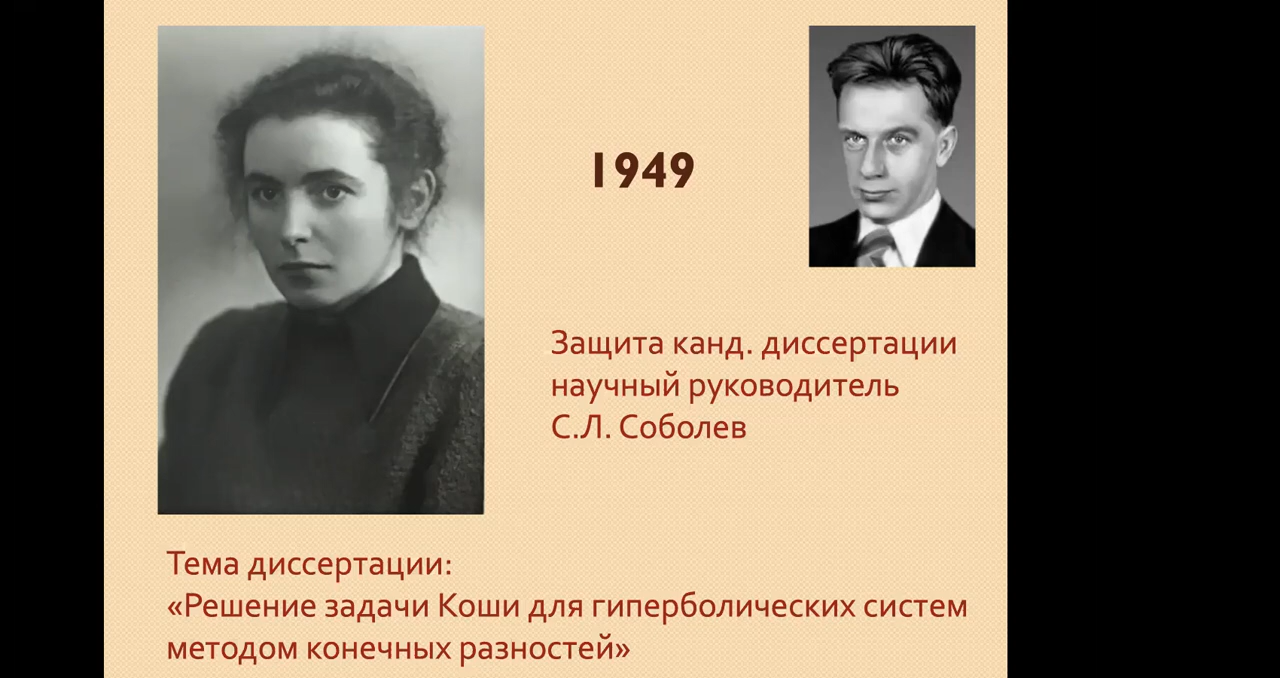 1949
Защита канд. диссертации
научный руководитель
С.Л. Соболев
Тема диссертации:
«Решение задачи Коши для гиперболических систем
методом конечных разностей»